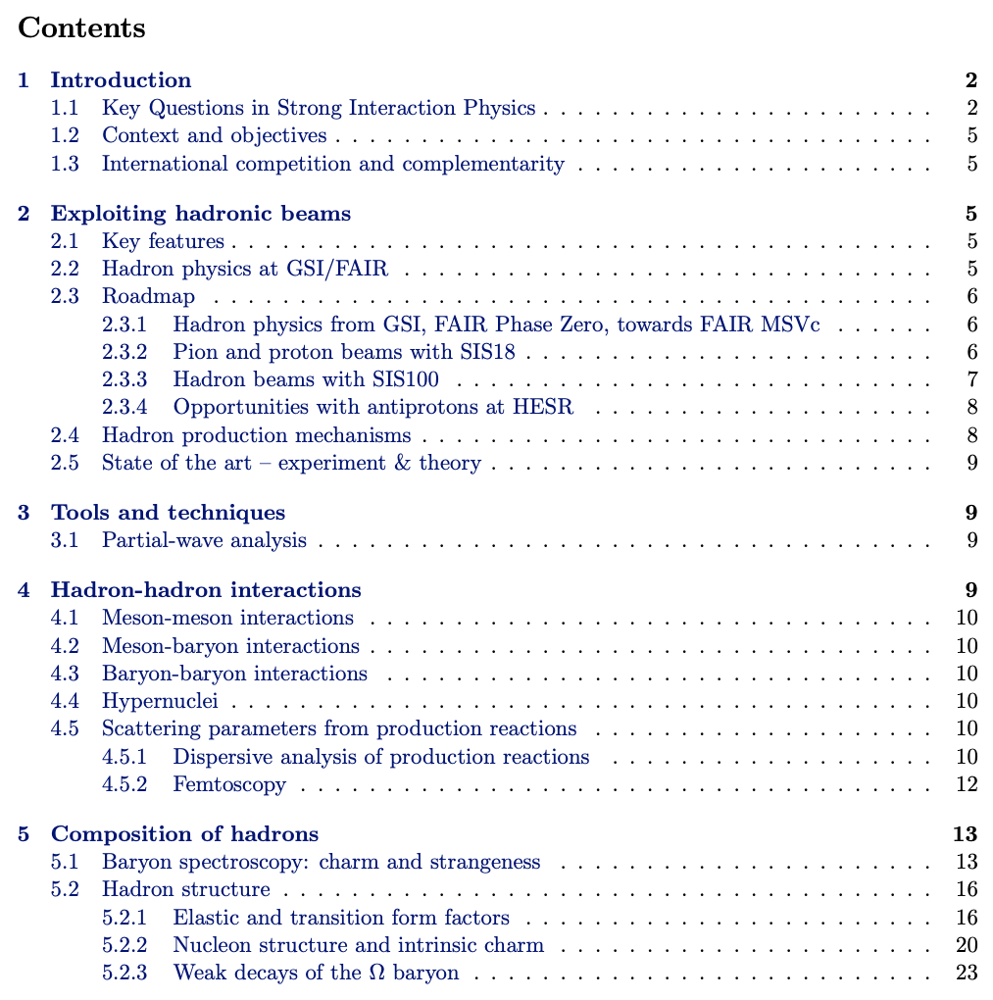 Contents
1 Introduction 2
1.1 Key Questions in Strong Interaction Physics . . . . . . . . . . . . . . . . . . . . . . . 2
1.2 Context and objectives . . . . . . . . . . . . . . . . . . . . . . . . . . . . . . . . . . . 5
1.3 International competition and complementarity . . . . . . . . . . . . . . . . . . . . . 5
2 Exploiting hadronic beams 5
2.1 Key features . . . . . . . . . . . . . . . . . . . . . . . . . . . . . . . . . . . . . . . . . 5
2.2 Hadron physics at GSI/FAIR . . . . . . . . . . . . . . . . . . . . . . . . . . . . . . . 5
2.3 Roadmap . . . . . . . . . . . . . . . . . . . . . . . . . . . . . . . . . . . . . . . . . . 6
2.3.1 Hadron physics from GSI, FAIR Phase Zero, towards FAIR MSVc . . . . . . 6
2.3.2 Pion and proton beams with SIS18 . . . . . . . . . . . . . . . . . . . . . . . . 6
2.3.3 Hadron beams with SIS100 . . . . . . . . . . . . . . . . . . . . . . . . . . . . 7
2.3.4 Opportunities with antiprotons at HESR . . . . . . . . . . . . . . . . . . . . 8
2.4 Hadron production mechanisms . . . . . . . . . . . . . . . . . . . . . . . . . . . . . . 8
2.5 State of the art – experiment & theory . . . . . . . . . . . . . . . . . . . . . . . . . . 9
3 Tools and techniques 9
3.1 Partial-wave analysis . . . . . . . . . . . . . . . . . . . . . . . . . . . . . . . . . . . . 9
4 Hadron-hadron interactions 9
4.1 Meson-meson interactions . . . . . . . . . . . . . . . . . . . . . . . . . . . . . . . . . 10
4.2 Meson-baryon interactions . . . . . . . . . . . . . . . . . . . . . . . . . . . . . . . . . 10
4.3 Baryon-baryon interactions . . . . . . . . . . . . . . . . . . . . . . . . . . . . . . . . 10
4.4 Hypernuclei . . . . . . . . . . . . . . . . . . . . . . . . . . . . . . . . . . . . . . . . . 10
4.5 Scattering parameters from production reactions . . . . . . . . . . . . . . . . . . . . 10
4.5.1 Dispersive analysis of production reactions . . . . . . . . . . . . . . . . . . . 10
4.5.2 Femtoscopy . . . . . . . . . . . . . . . . . . . . . . . . . . . . . . . . . . . . . 12
5 Composition of hadrons 13
5.1 Baryon spectroscopy: charm and strangeness . . . . . . . . . . . . . . . . . . . . . . 13
5.2 Hadron structure . . . . . . . . . . . . . . . . . . . . . . . . . . . . . . . . . . . . . . 16
5.2.1 Elastic and transition form factors . . . . . . . . . . . . . . . . . . . . . . . . 16
5.2.2 Nucleon structure and intrinsic charm . . . . . . . . . . . . . . . . . . . . . . 20
5.2.3 Weak decays of the Ω baryon . . . . . . . . . . . . . . . . . . . . . . . . . . . 23